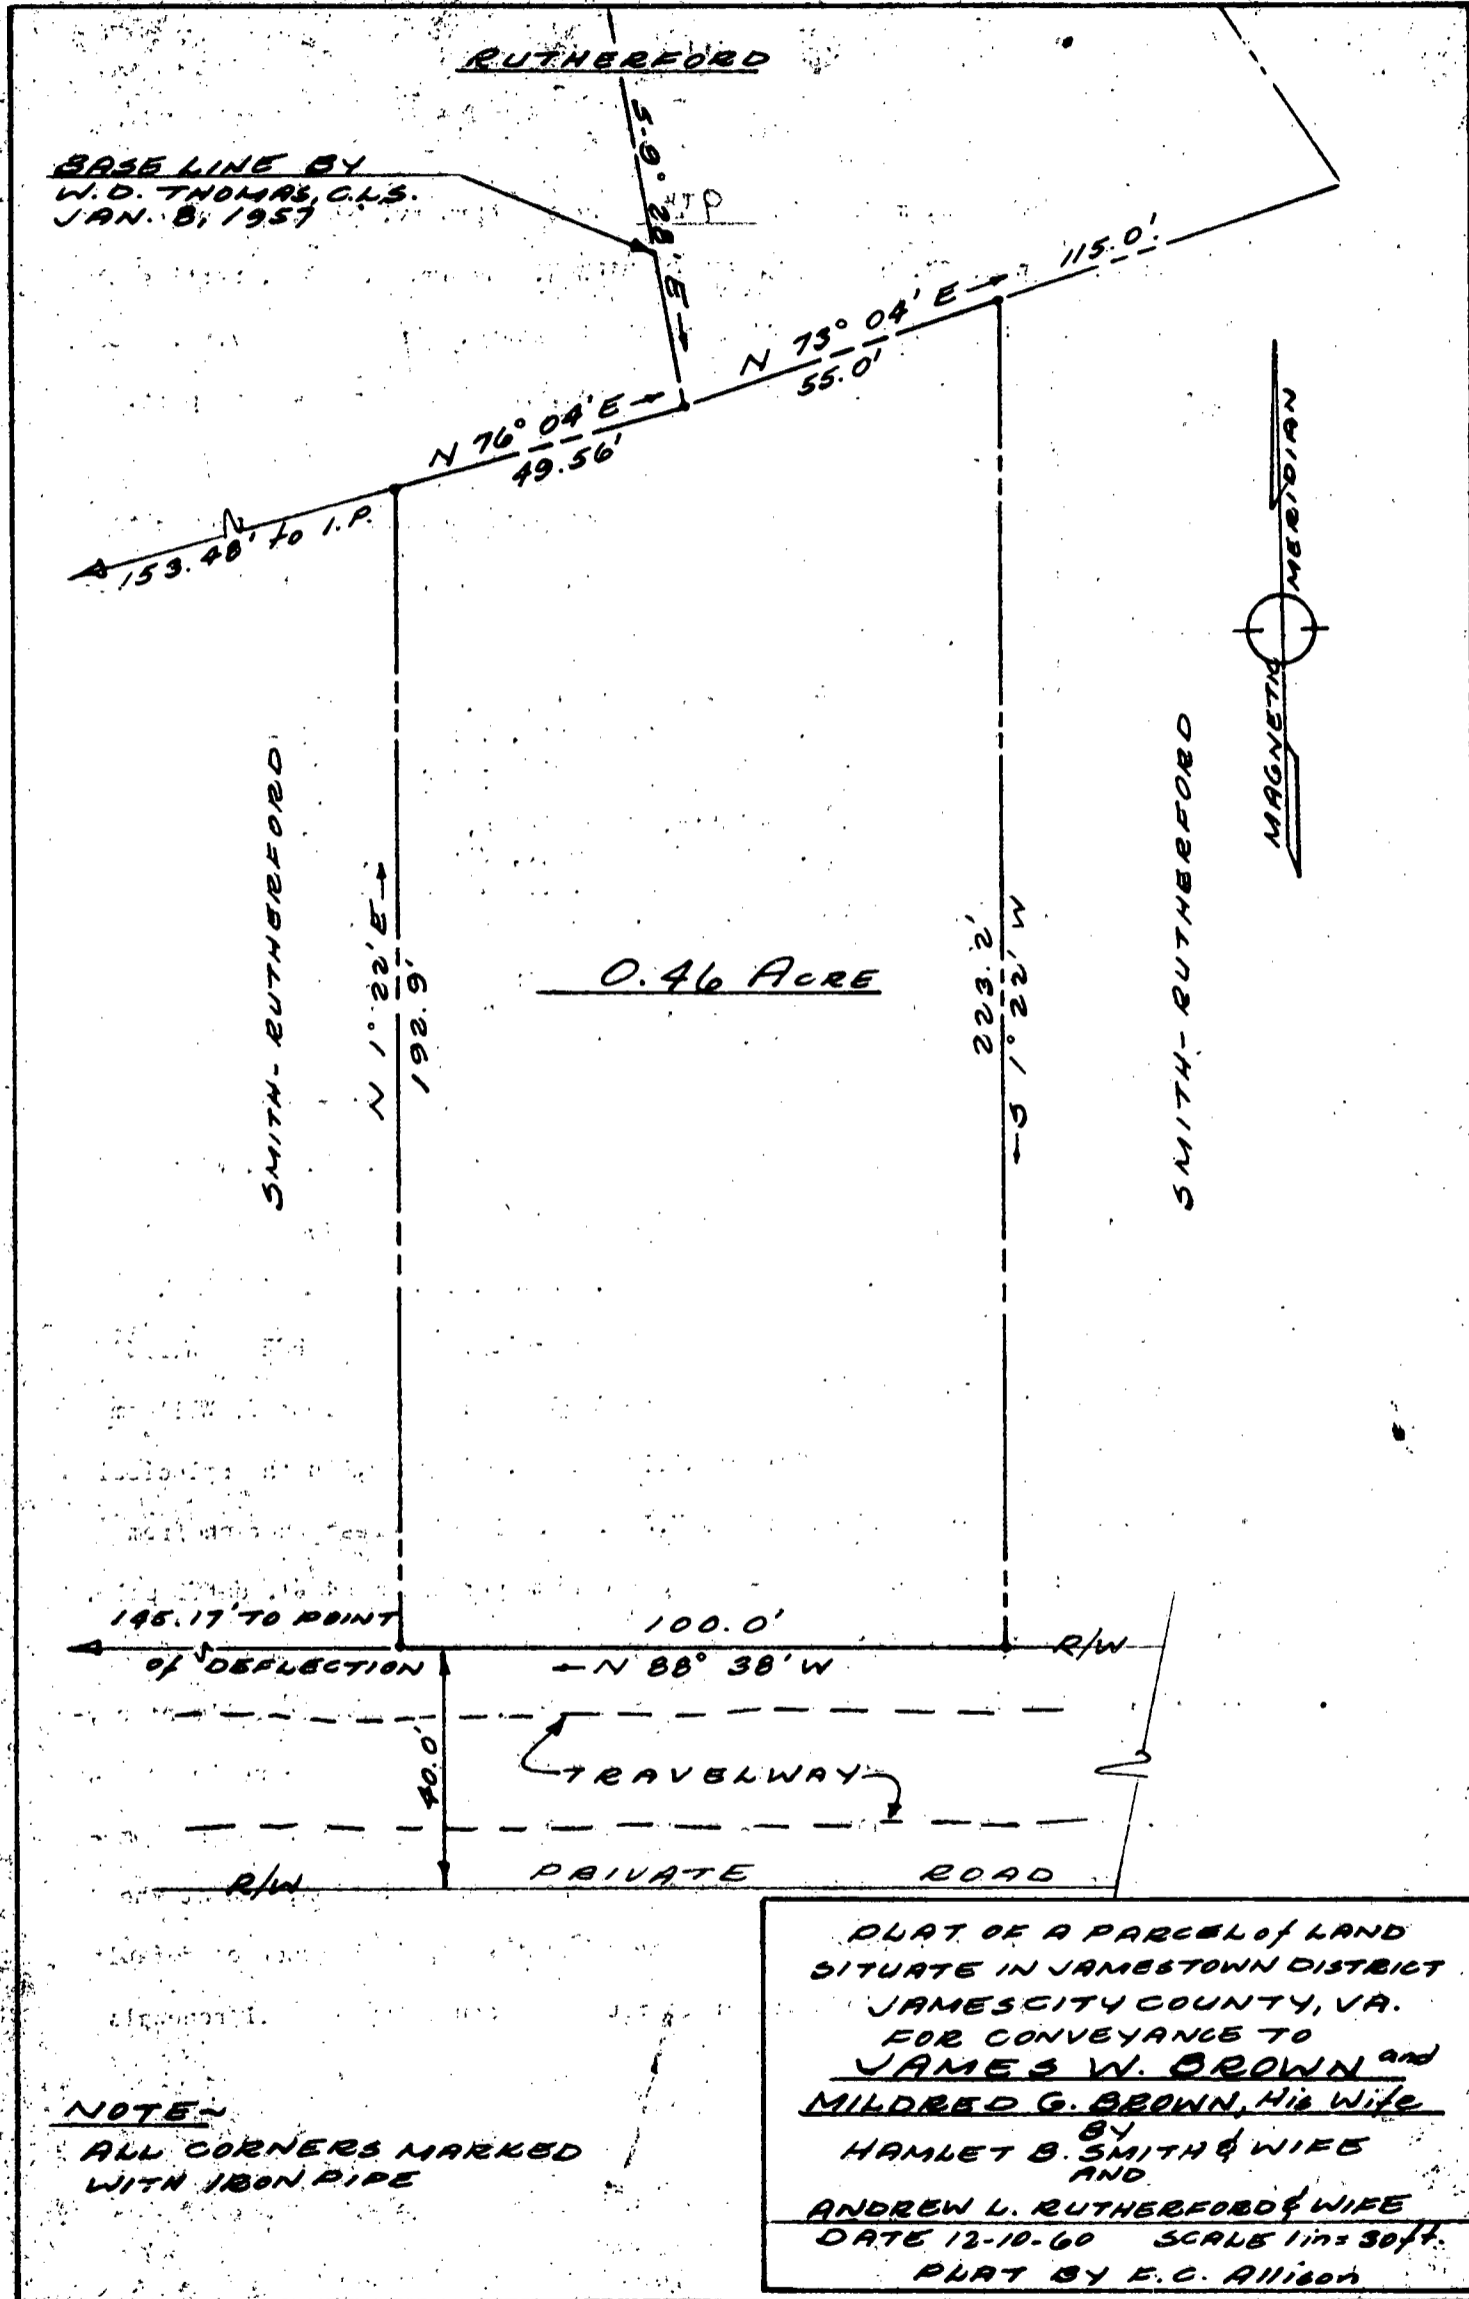 RUTHERFORD
BASE LINE BY
W.D. THOMAS, C.L.S.
JAN. 8, 1957
S. 9° 28' E
115.0'
N 73° 04' E
55.0'
N 76° 04' E
49.56'
153.48' to I.P.
MAGNETIC MERIDIAN
SMITH-RUTHERFORD
N 1° 22' E
192.9'
0.46 ACRE
223.2'
S 1° 22' W
SMITH-RUTHERFORD
145.17' TO POINT
of DEFLECTION
100.0'
N 88° 38' W
R/W
40.0'
TRAVELWAY
R/W
PRIVATE ROAD
PLAT OF A PARCEL of LAND
SITUATE IN JAMESTOWN DISTRICT
JAMES CITY COUNTY, VA.
FOR CONVEYANCE TO
JAMES W. BROWN and
MILDRED G. BROWN, His Wife
BY
HAMLET B. SMITH & WIFE
AND
ANDREW L. RUTHERFORD & WIFE
DATE 12-10-60 SCALE 1in = 30ft.
PLAT BY E.C. Allison
NOTE~
ALL CORNERS MARKED
WITH IRON PIPE